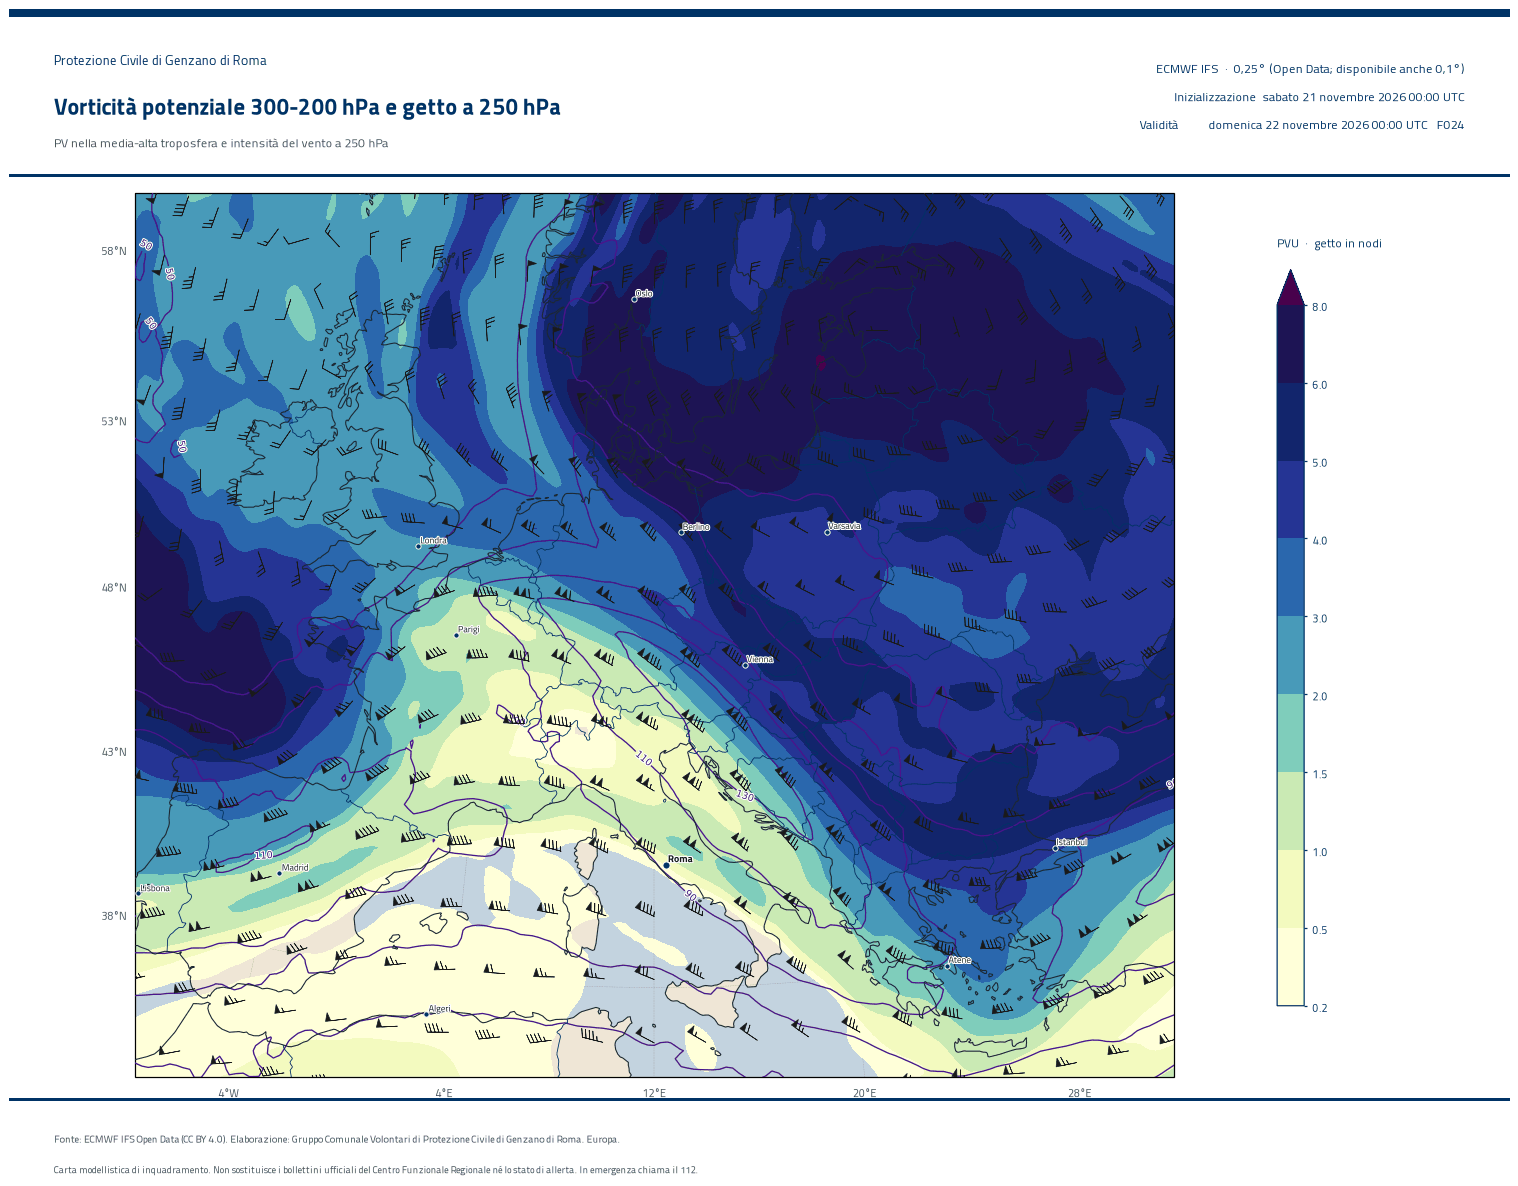 Protezione Civile di Genzano di Roma
Vorticità potenziale 300-200 hPa e getto a 250 hPa
PV nella media-alta troposfera e intensità del vento a 250 hPa
ECMWF IFS · 0,25° (Open Data; disponibile anche 0,1°)
Inizializzazione sabato 21 novembre 2026 00:00 UTC
Validità domenica 22 novembre 2026 00:00 UTC F024
PVU · getto in nodi
8.0
6.0
5.0
4.0
3.0
2.0
1.5
1.0
0.5
0.2
58°N
53°N
48°N
43°N
38°N
4°W
4°E
12°E
20°E
28°E
50
50
50
50
Oslo
Berlino
Varsavia
Londra
Parigi
Vienna
110
130
110
Madrid
Roma
Istanbul
Lisbona
90
Atene
Algeri
Fonte: ECMWF IFS Open Data (CC BY 4.0). Elaborazione: Gruppo Comunale Volontari di Protezione Civile di Genzano di Roma. Europa.
Carta modellistica di inquadramento. Non sostituisce i bollettini ufficiali del Centro Funzionale Regionale né lo stato di allerta. In emergenza chiama il 112.